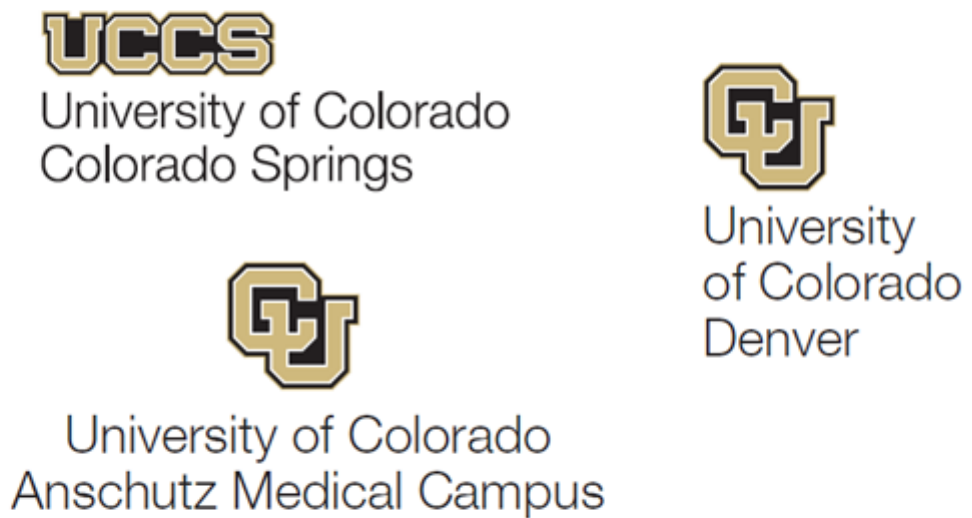 UCCS
University of Colorado
Colorado Springs
CU
University
of Colorado
Denver
CU
University of Colorado
Anschutz Medical Campus